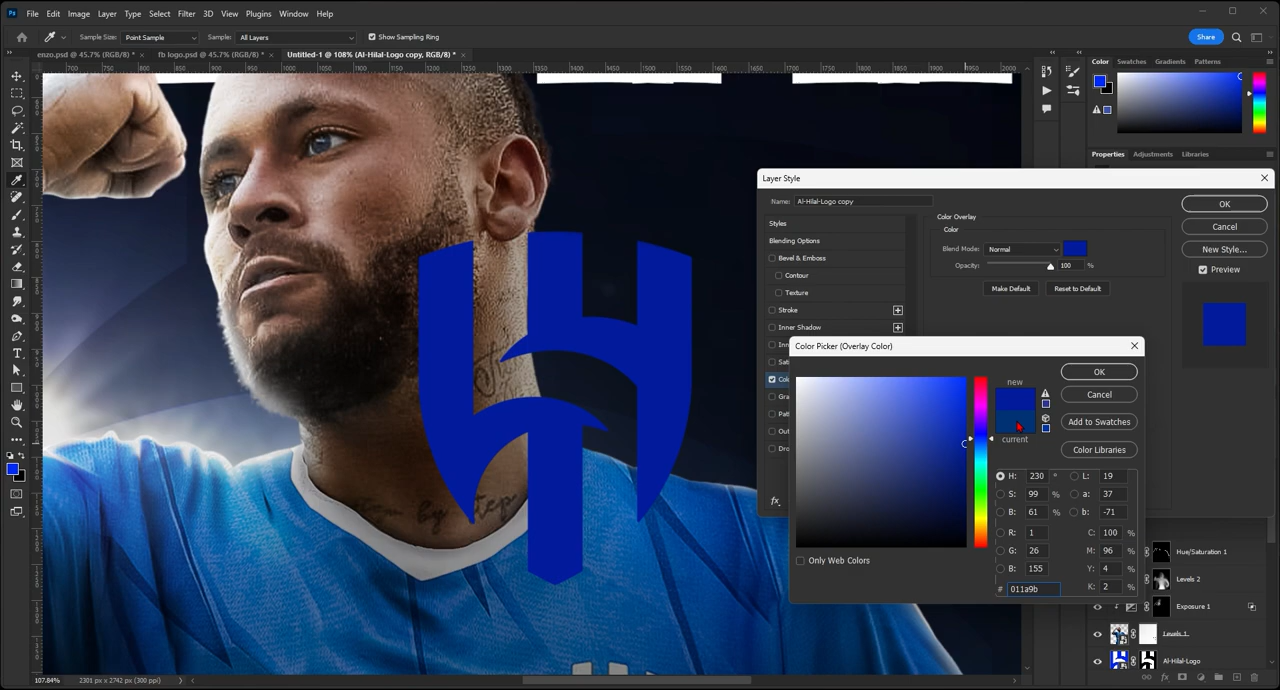 Ps File Edit Image Layer Type Select Filter 3D View Plugins Window Help
Sample Size: Point Sample Sample: All Layers Show Sampling Ring Share
enzo.psd @ 45.7% (RGB/8) * × fb logo.psd @ 45.7% (RGB/8) * × Untitled-1 @ 108% (Al-Hilal-Logo copy, RGB/8) * ×
Color Swatches Gradients Patterns
Properties Adjustments Libraries
Layer Style
Name: Al-Hilal-Logo copy
Styles
Blending Options
Bevel & Emboss
Contour
Texture
Stroke
Inner Shadow
Color Overlay
Color
Blend Mode: Normal
Opacity: 100 %
Make Default Reset to Default
OK
Cancel
New Style...
Preview
Color Picker (Overlay Color)
new
current
OK
Cancel
Add to Swatches
Color Libraries
H: 230 ° L: 19
S: 99 % a: 37
B: 61 % b: -71
R: 1 C: 100 %
G: 26 M: 96 %
B: 155 Y: 4 %
# 011a9b K: 2 %
Only Web Colors
fx
Hue/Saturation 1
Levels 2
Exposure 1
Levels 1
Al-Hilal-Logo
107.84% 2301 px x 2742 px (300 ppi)